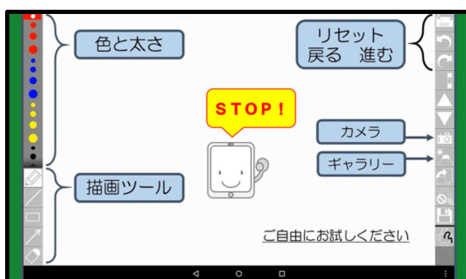 色と太さ
リセット
戻る 進む
STOP！
カメラ
ギャラリー
描画ツール
ご自由にお試しください